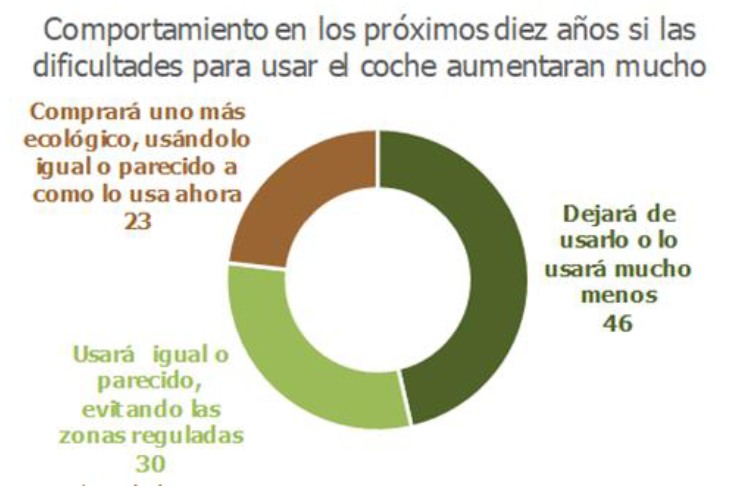 Comportamiento en los próximos diez años si las
dificultades para usar el coche aumentaran mucho
Comprará uno más
ecológico, usándolo
igual o parecido a
como lo usa ahora
23
Dejará de
usarlo o lo
usará mucho
menos
46
Usará igual o
parecido,
evitando las
zonas reguladas
30